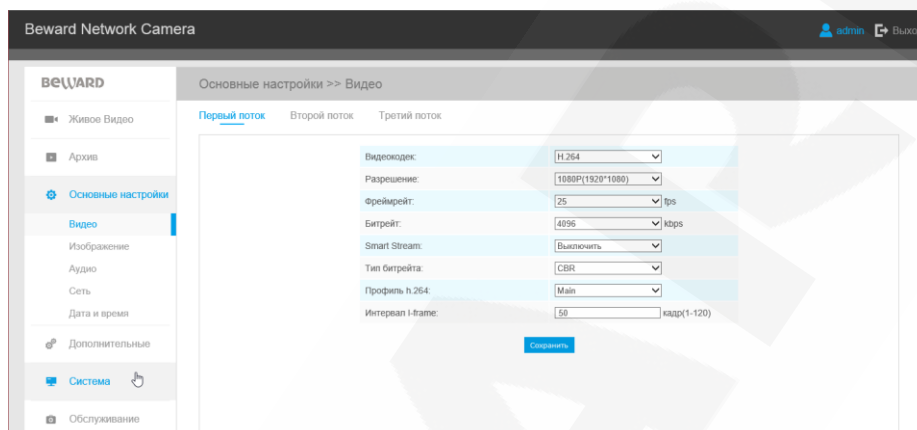 Beward Network Camera
admin
BEWARD
Основные настройки >> Видео
Живое Видео
Первый поток Второй поток Третий поток
Архив
Основные настройки
Видео
Изображение
Аудио
Сеть
Дата и время
Дополнительные
Система
Обслуживание
Видеокодек: H.264
Разрешение: 1080P(1920*1080)
Фреймрейт: 25 fps
Битрейт: 4096 kbps
Smart Stream: Выключить
Тип битрейта: CBR
Профиль h.264: Main
Интервал I-frame: 50 кадр(1-120)
Сохранить